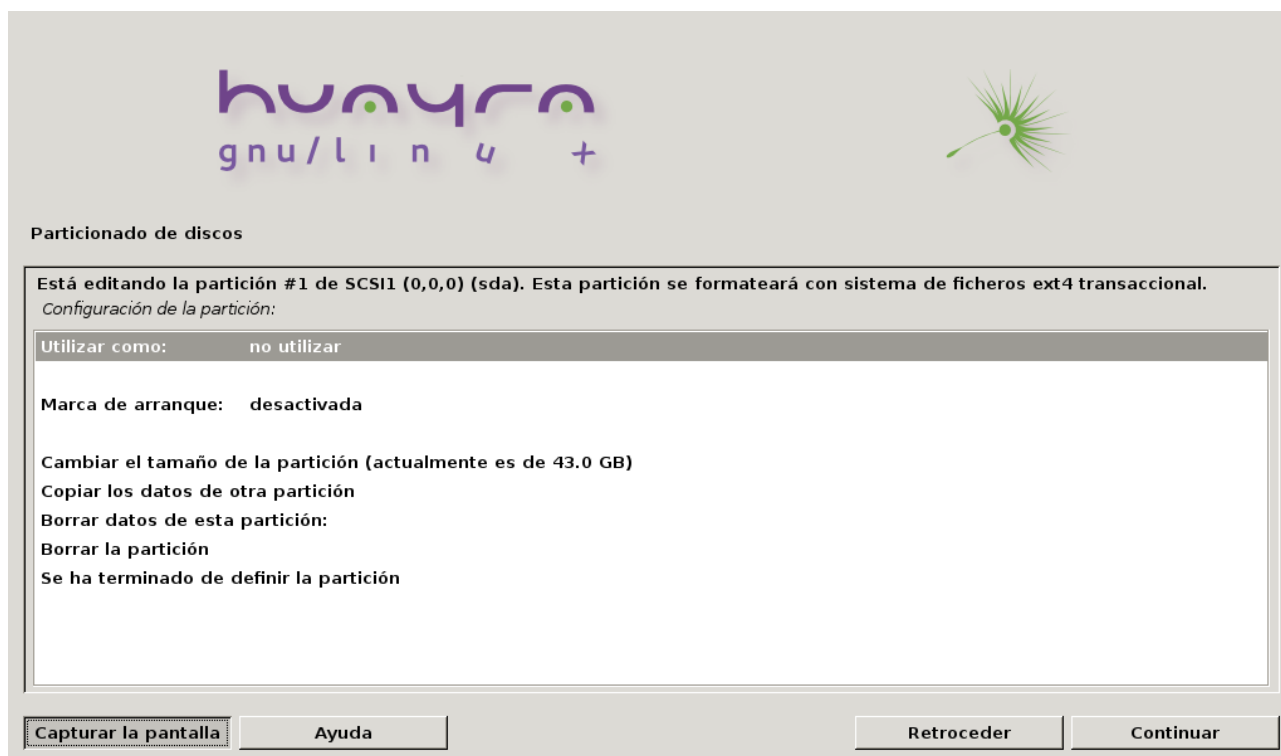 huayra
gnu/linux
Particionado de discos
Está editando la partición #1 de SCSI1 (0,0,0) (sda). Esta partición se formateará con sistema de ficheros ext4 transaccional.
Configuración de la partición:
Utilizar como: no utilizar
Marca de arranque: desactivada
Cambiar el tamaño de la partición (actualmente es de 43.0 GB)
Copiar los datos de otra partición
Borrar datos de esta partición:
Borrar la partición
Se ha terminado de definir la partición
Capturar la pantalla Ayuda Retroceder Continuar